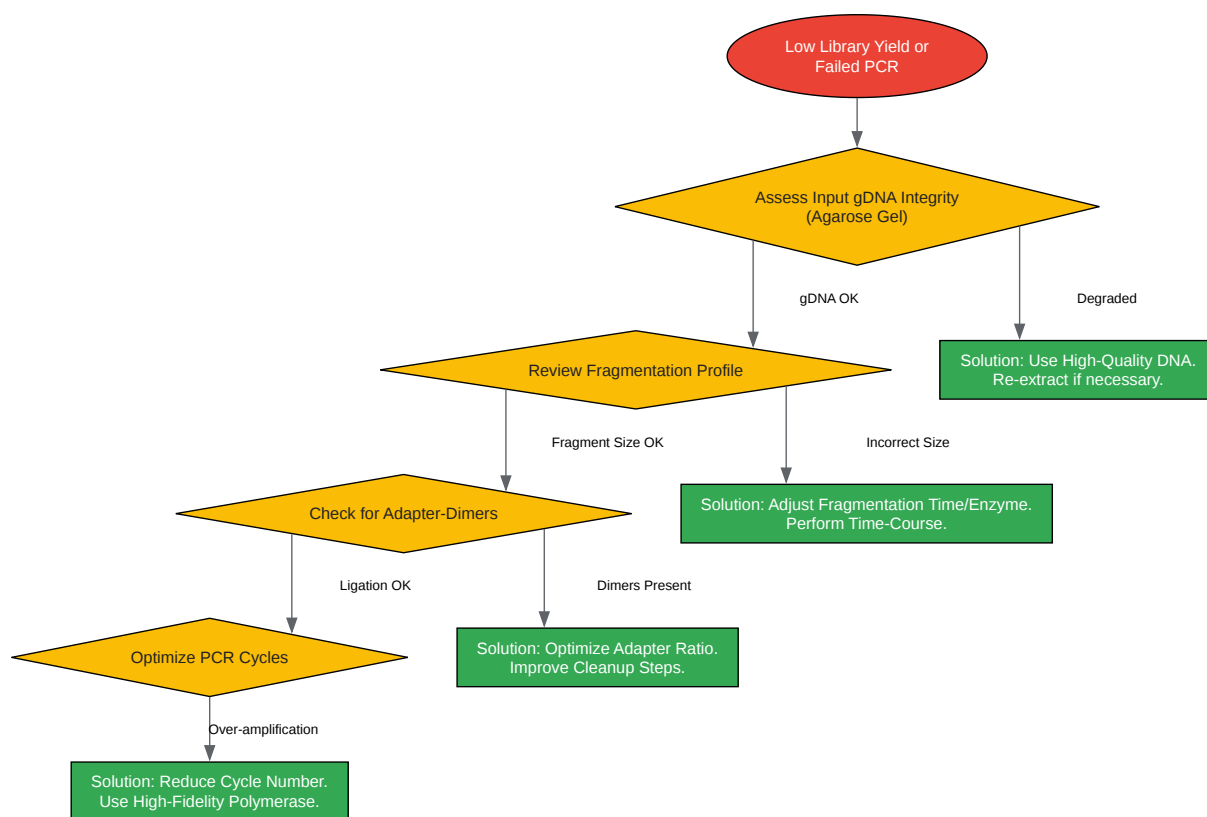 Low Library Yield or
Failed PCR
Assess Input gDNA Integrity
(Agarose Gel)
gDNA OK
Degraded
Review Fragmentation Profile
Solution: Use High-Quality DNA.
Re-extract if necessary.
Fragment Size OK
Incorrect Size
Check for Adapter-Dimers
Solution: Adjust Fragmentation Time/Enzyme.
Perform Time-Course.
Ligation OK
Dimers Present
Optimize PCR Cycles
Solution: Optimize Adapter Ratio.
Improve Cleanup Steps.
Over-amplification
Solution: Reduce Cycle Number.
Use High-Fidelity Polymerase.